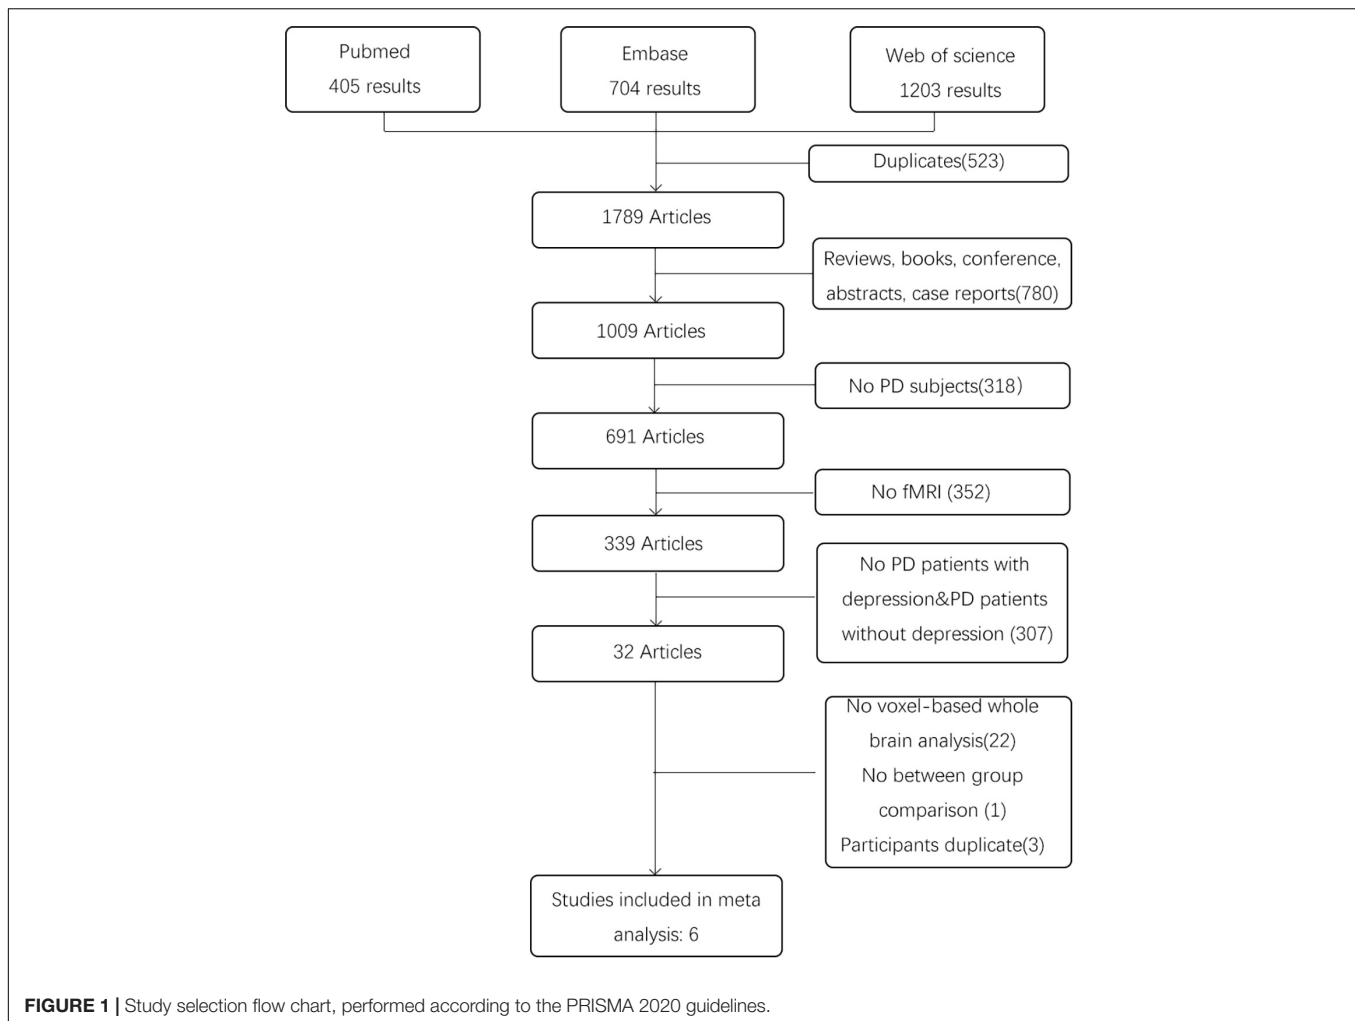 Pubmed
405 results
Embase
704 results
Web of science
1203 results
Duplicates(523)
1789 Articles
Reviews, books, conference,
abstracts, case reports(780)
1009 Articles
No PD subjects(318)
691 Articles
No fMRI (352)
339 Articles
No PD patients with
depression&PD patients
without depression (307)
32 Articles
No voxel-based whole
brain analysis(22)
No between group
comparison (1)
Participants duplicate(3)
Studies included in meta
analysis: 6
FIGURE 1 | Study selection flow chart, performed according to the PRISMA 2020 guidelines.